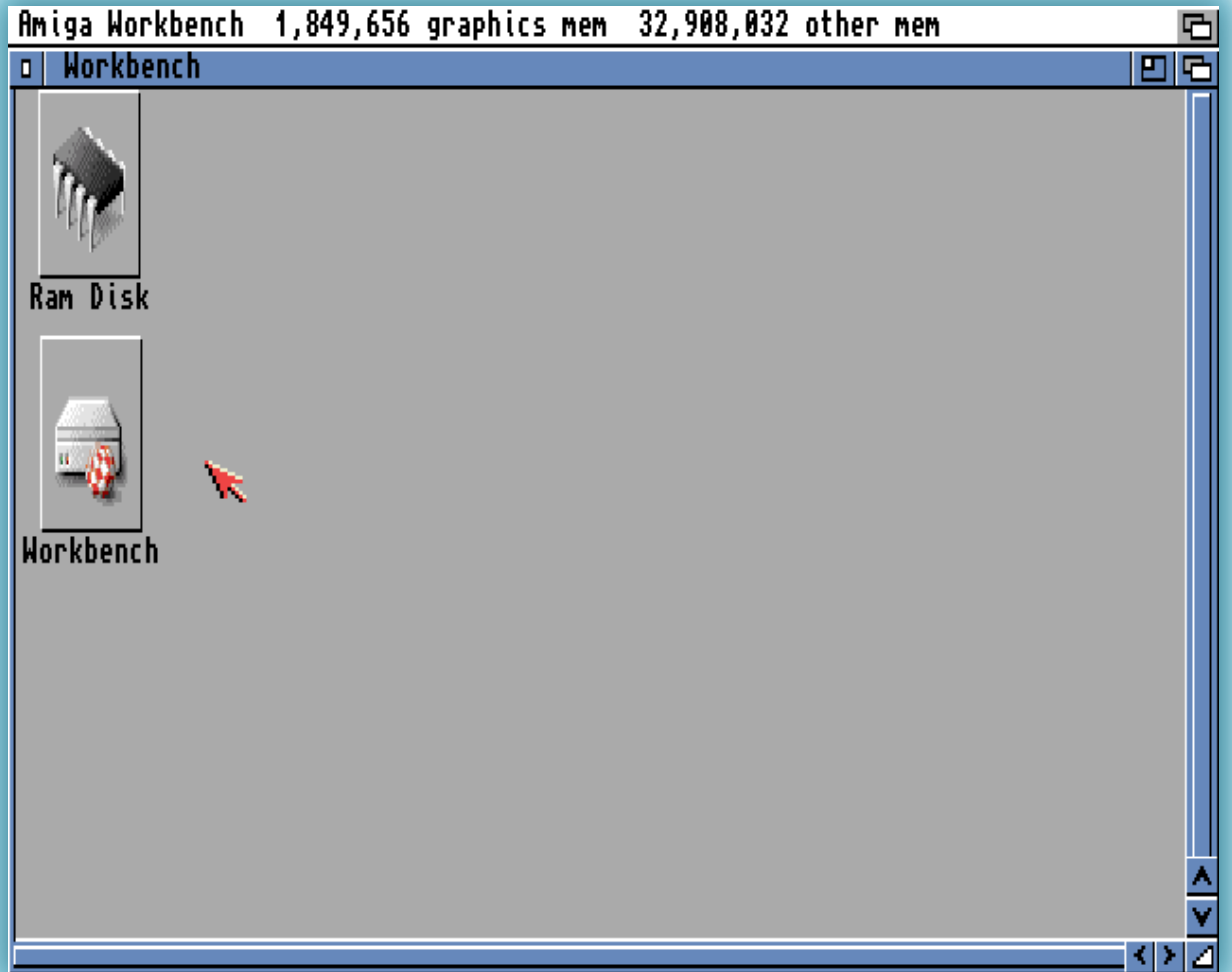 Amiga Workbench 1,849,656 graphics mem 32,908,032 other mem
Workbench
Ram Disk
Workbench